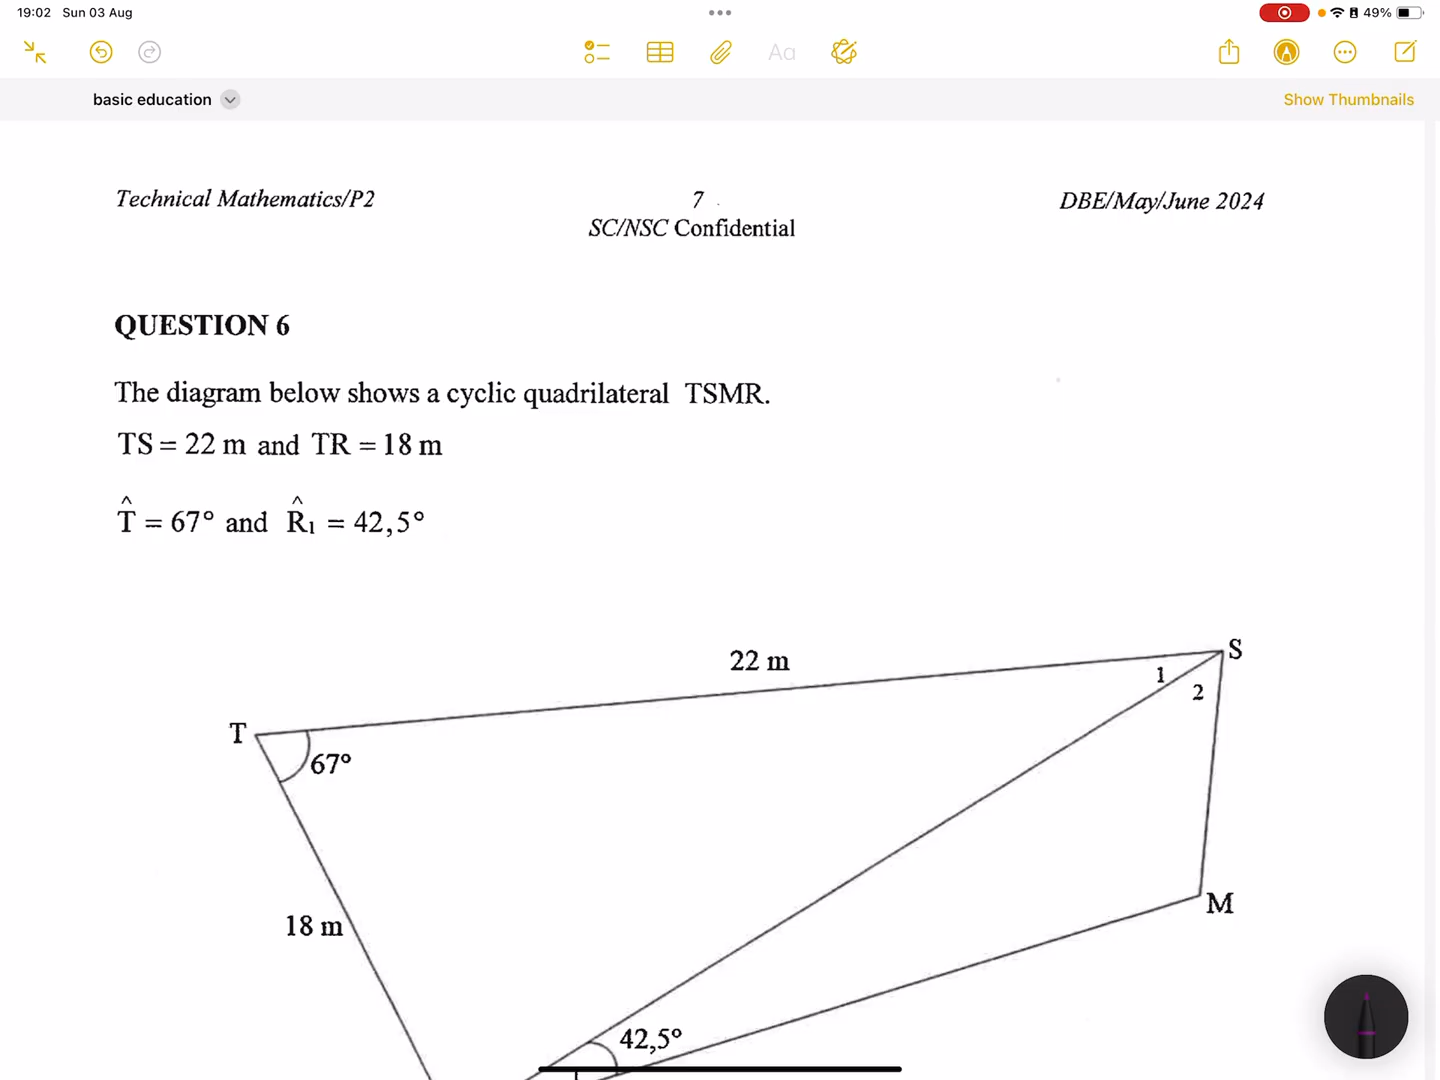 19:02 Sun 03 Aug
49%
Aa
basic education
Show Thumbnails
Technical Mathematics/P2 7 DBE/May/June 2024
SC/NSC Confidential
QUESTION 6
The diagram below shows a cyclic quadrilateral TSMR.
TS = 22 m and TR = 18 m
T̂ = 67° and R̂₁ = 42,5°
22 m
S
1
2
T
67°
M
18 m
42,5°
1